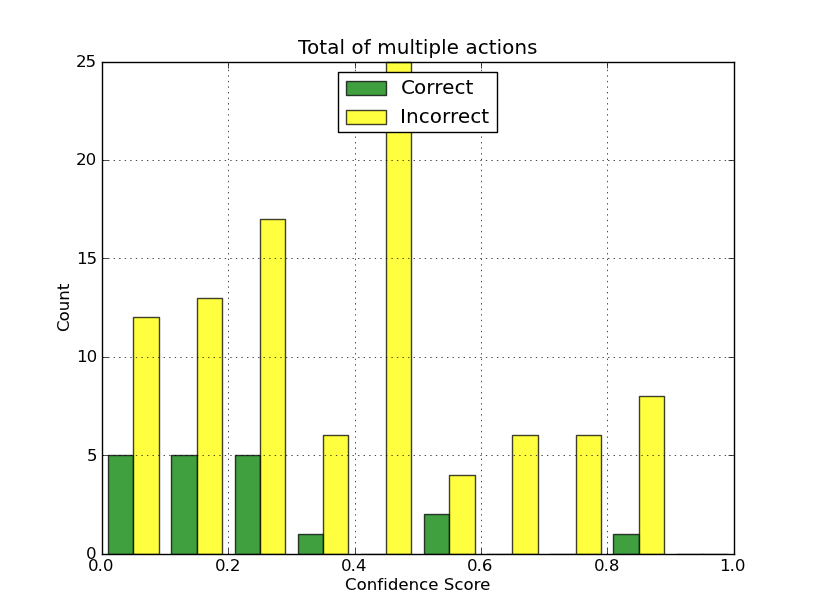 Total of multiple actions
Correct
Incorrect
25
20
15
10
5
0
Count
0.0 0.2 0.4 0.6 0.8 1.0
Confidence Score